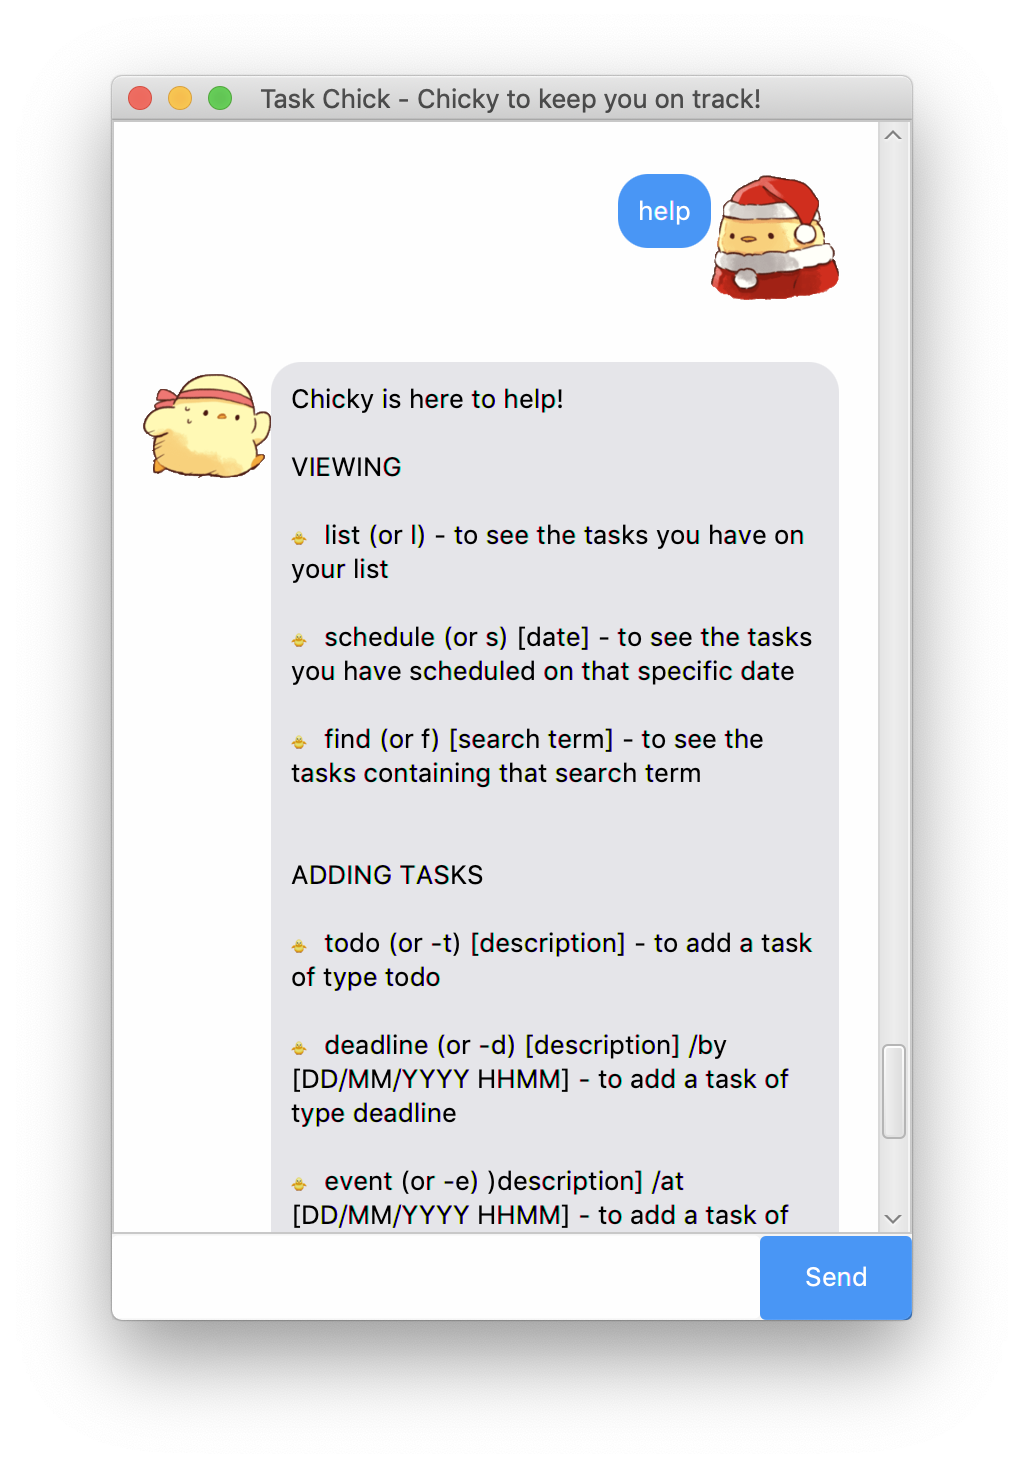 Task Chick - Chicky to keep you on track!
help
Chicky is here to help!
VIEWING
list (or l) - to see the tasks you have on
your list
schedule (or s) [date] - to see the tasks
you have scheduled on that specific date
find (or f) [search term] - to see the
tasks containing that search term
ADDING TASKS
todo (or -t) [description] - to add a task
of type todo
deadline (or -d) [description] /by
[DD/MM/YYYY HHMM] - to add a task of
type deadline
event (or -e) )description] /at
[DD/MM/YYYY HHMM] - to add a task of
Send